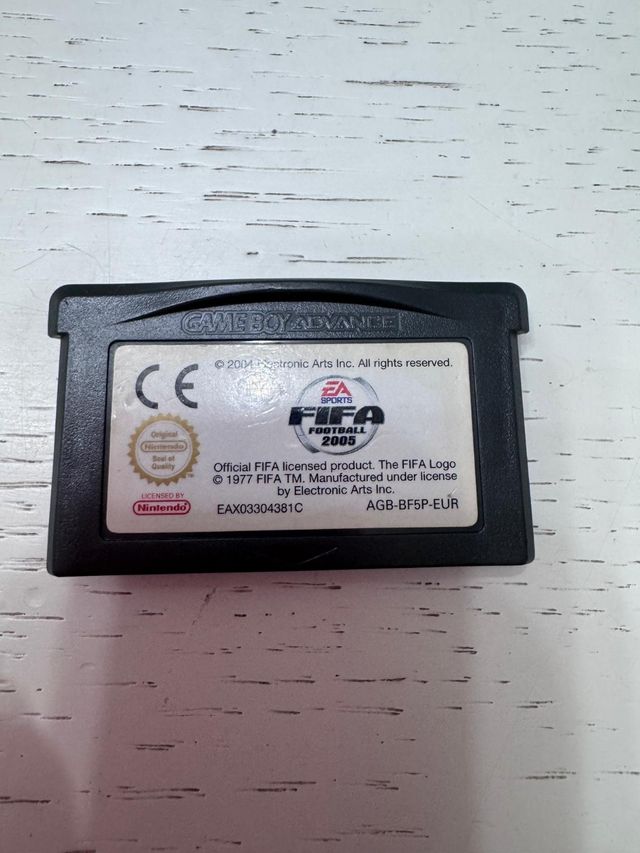 GAME BOY ADVANCE
© 2004 Electronic Arts Inc. All rights reserved.
CE
EA
SPORTS
FIFA
FOOTBALL
2005
Original
Nintendo
Seal of
Quality
Official FIFA licensed product. The FIFA Logo
© 1977 FIFA TM. Manufactured under license
by Electronic Arts Inc.
LICENSED BY
Nintendo
EAX03304381C
AGB-BF5P-EUR